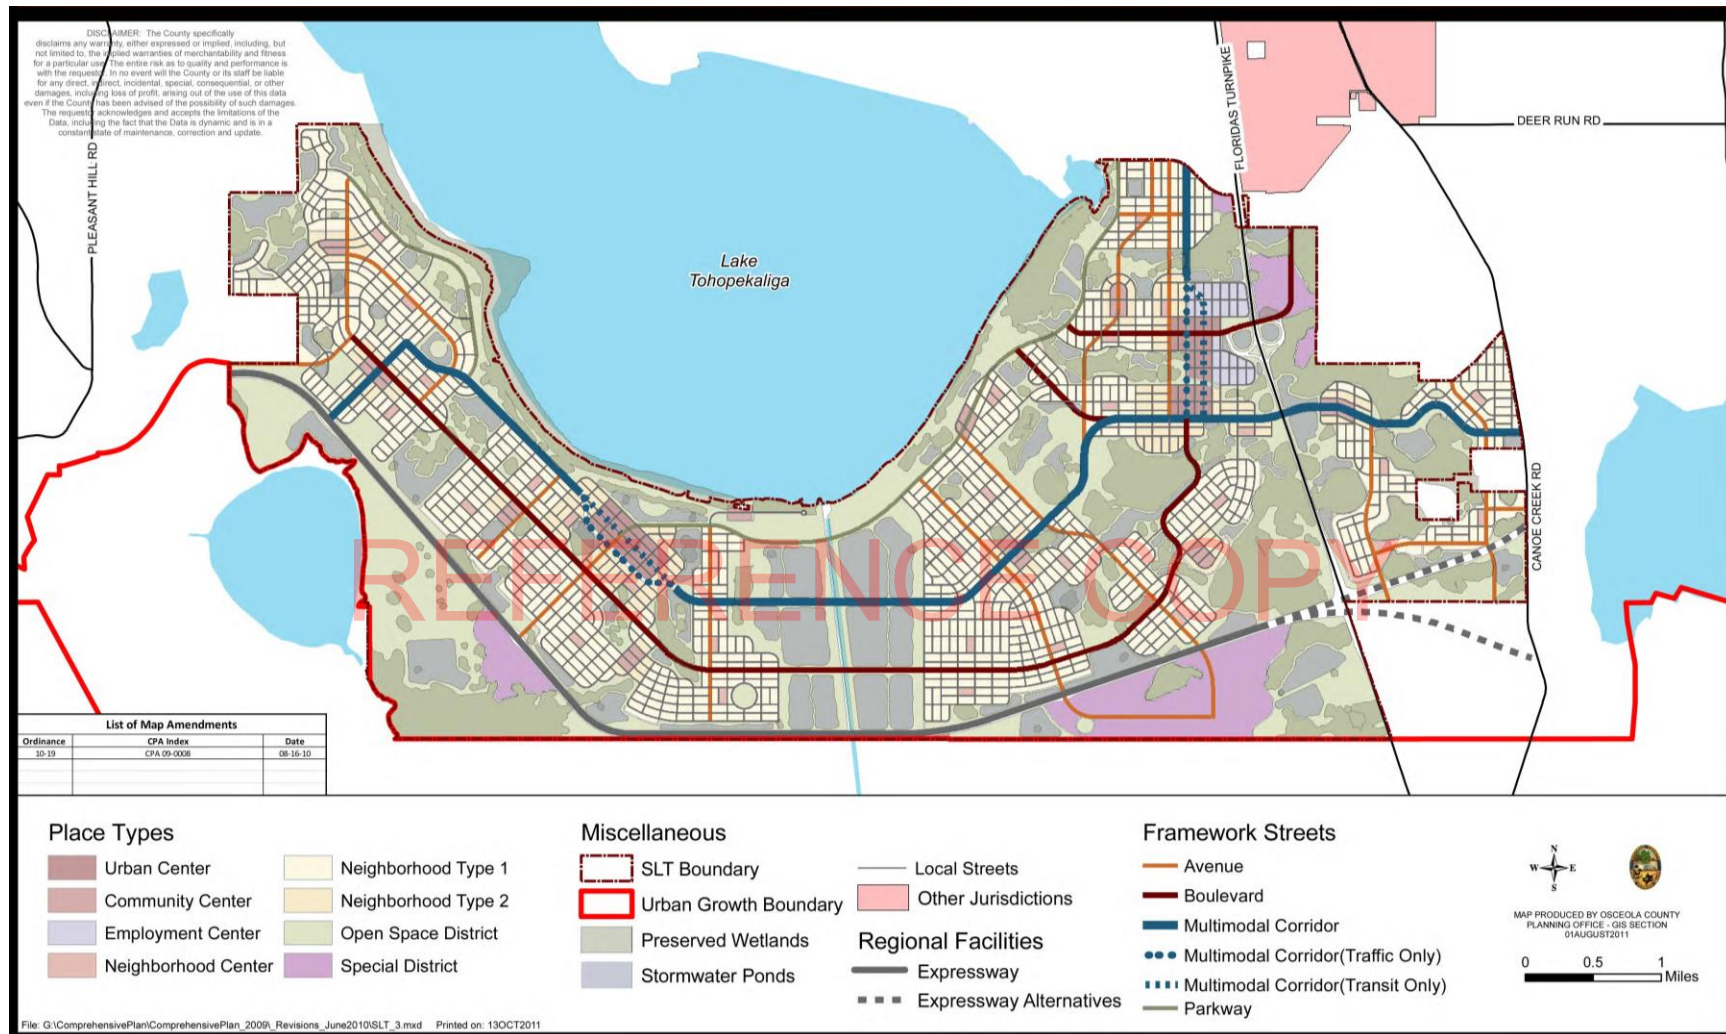 DISCLAIMER: The County specifically
disclaims any warranty, either expressed or implied, including, but
not limited to, the implied warranties of merchantability and fitness
for a particular use. The entire risk as to quality and performance is
with the requestor. In no event will the County or its staff be liable
for any direct, indirect, incidental, special, consequential, or other
damages, including loss of profit, arising out of the use of this data
even if the County has been advised of the possibility of such damages.
The requestor acknowledges and accepts the limitations of the
Data, including the fact that the Data is dynamic and is in a
constant state of maintenance, correction and update.
PLEASANT HILL RD
FLORIDAS TURNPIKE
DEER RUN RD
Lake
Tohopekaliga
CANOE CREEK RD
REFERENCE COPY
List of Map Amendments
Ordinance CPA Index Date
10-19 CPA 09-0008 08-16-10
Place Types
Urban Center
Community Center
Employment Center
Neighborhood Center
Neighborhood Type 1
Neighborhood Type 2
Open Space District
Special District
Miscellaneous
SLT Boundary
Urban Growth Boundary
Preserved Wetlands
Stormwater Ponds
Local Streets
Other Jurisdictions
Regional Facilities
Expressway
Expressway Alternatives
Framework Streets
Avenue
Boulevard
Multimodal Corridor
Multimodal Corridor(Traffic Only)
Multimodal Corridor(Transit Only)
Parkway
N
W E
S
MAP PRODUCED BY OSCEOLA COUNTY
PLANNING OFFICE - GIS SECTION
01AUGUST2011
0 0.5 1
Miles
File: G:\ComprehensivePlan\ComprehensivePlan_2009\_Revisions_June2010\SLT_3.mxd Printed on: 13OCT2011